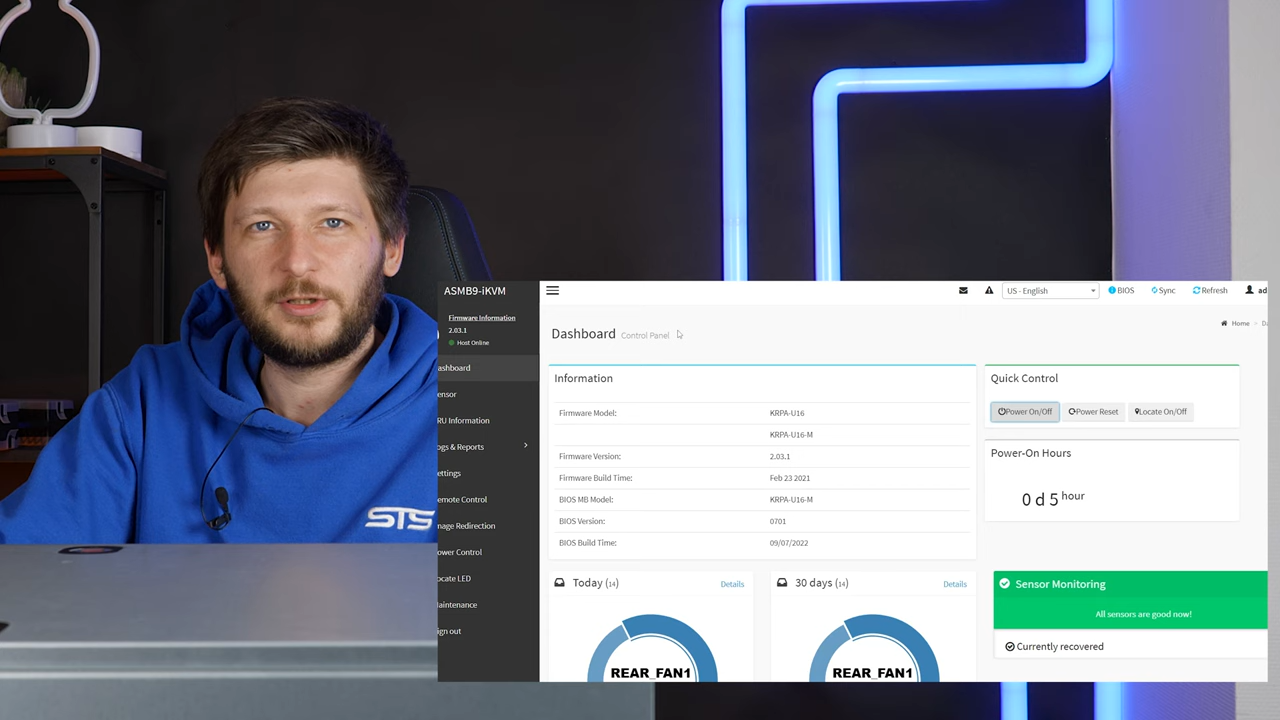 STS
ASMB9-iKVM
Firmware Information
2.03.1
Host Online
ashboard
ensor
RU Information
ogs & Reports
ettings
emote Control
mage Redirection
ower Control
ocate LED
aintenance
ign out
US - English
BIOS
Sync
Refresh
ad
Dashboard Control Panel
Home >
Information
Firmware Model: KRPA-U16
KRPA-U16-M
Firmware Version: 2.03.1
Firmware Build Time: Feb 23 2021
BIOS MB Model: KRPA-U16-M
BIOS Version: 0701
BIOS Build Time: 09/07/2022
Quick Control
Power On/Off Power Reset Locate On/Off
Power-On Hours
0 d 5 hour
Today (14) Details
REAR_FAN1
30 days (14) Details
REAR_FAN1
Sensor Monitoring
All sensors are good now!
Currently recovered